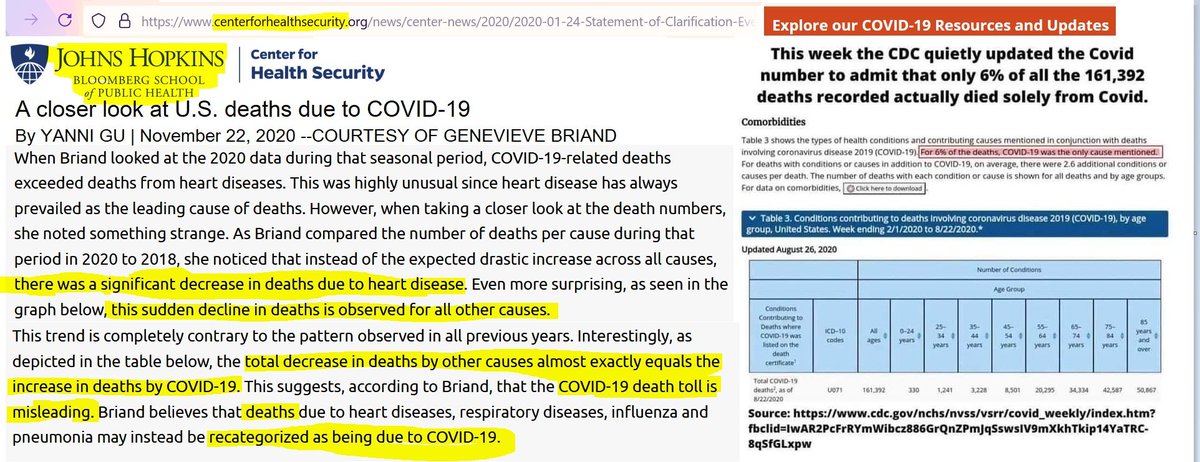 https://www.centerforhealthsecurity.org/news/center-news/2020/2020-01-24-Statement-of-Clarification-Eve
JOHNS HOPKINS
BLOOMBERG SCHOOL
of PUBLIC HEALTH
Center for
Health Security
A closer look at U.S. deaths due to COVID-19
By YANNI GU | November 22, 2020 --COURTESY OF GENEVIEVE BRIAND
When Briand looked at the 2020 data during that seasonal period, COVID-19-related deaths
exceeded deaths from heart diseases. This was highly unusual since heart disease has always
prevailed as the leading cause of deaths. However, when taking a closer look at the death numbers,
she noted something strange. As Briand compared the number of deaths per cause during that
period in 2020 to 2018, she noticed that instead of the expected drastic increase across all causes,
there was a significant decrease in deaths due to heart disease. Even more surprising, as seen in the
graph below, this sudden decline in deaths is observed for all other causes.
This trend is completely contrary to the pattern observed in all previous years. Interestingly, as
depicted in the table below, the total decrease in deaths by other causes almost exactly equals the
increase in deaths by COVID-19. This suggests, according to Briand, that the COVID-19 death toll is
misleading. Briand believes that deaths due to heart diseases, respiratory diseases, influenza and
pneumonia may instead be recategorized as being due to COVID-19.
Explore our COVID-19 Resources and Updates
This week the CDC quietly updated the Covid
number to admit that only 6% of all the 161,392
deaths recorded actually died solely from Covid.
Comorbidities
Table 3 shows the types of health conditions and contributing causes mentioned in conjunction with deaths
involving coronavirus disease 2019 (COVID-19). For 6% of the deaths, COVID-19 was the only cause mentioned.
For deaths with conditions or causes in addition to COVID-19, on average, there were 2.6 additional conditions or
causes per death. The number of deaths with each condition or cause is shown for all deaths and by age groups.
For data on comorbidities, Click here to download.
Table 3. Conditions contributing to deaths involving coronavirus disease 2019 (COVID-19), by age
group, United States. Week ending 2/1/2020 to 8/22/2020.*
Updated August 26, 2020
Number of Conditions
Age Group
Conditions
Contributing to
Deaths where
COVID-19 was
listed on the
death
certificate¹
ICD-10
codes
All
ages
0-24
years
25-
34
years
35-
44
years
45-
54
years
55-
64
years
65-
74
years
75-
84
years
85
years
and
over
Total COVID-19
deaths², as of
8/22/2020
U071 161,392 330 1,241 3,228 8,501 20,295 34,334 42,587 50,867
Source: https://www.cdc.gov/nchs/nvss/vsrr/covid_weekly/index.htm?
fbclid=IwAR2PcFrRYmWibcz886GrQnZPmJqSswsIV9mXkhTkip14YaTRC-
8qSfGLxpw